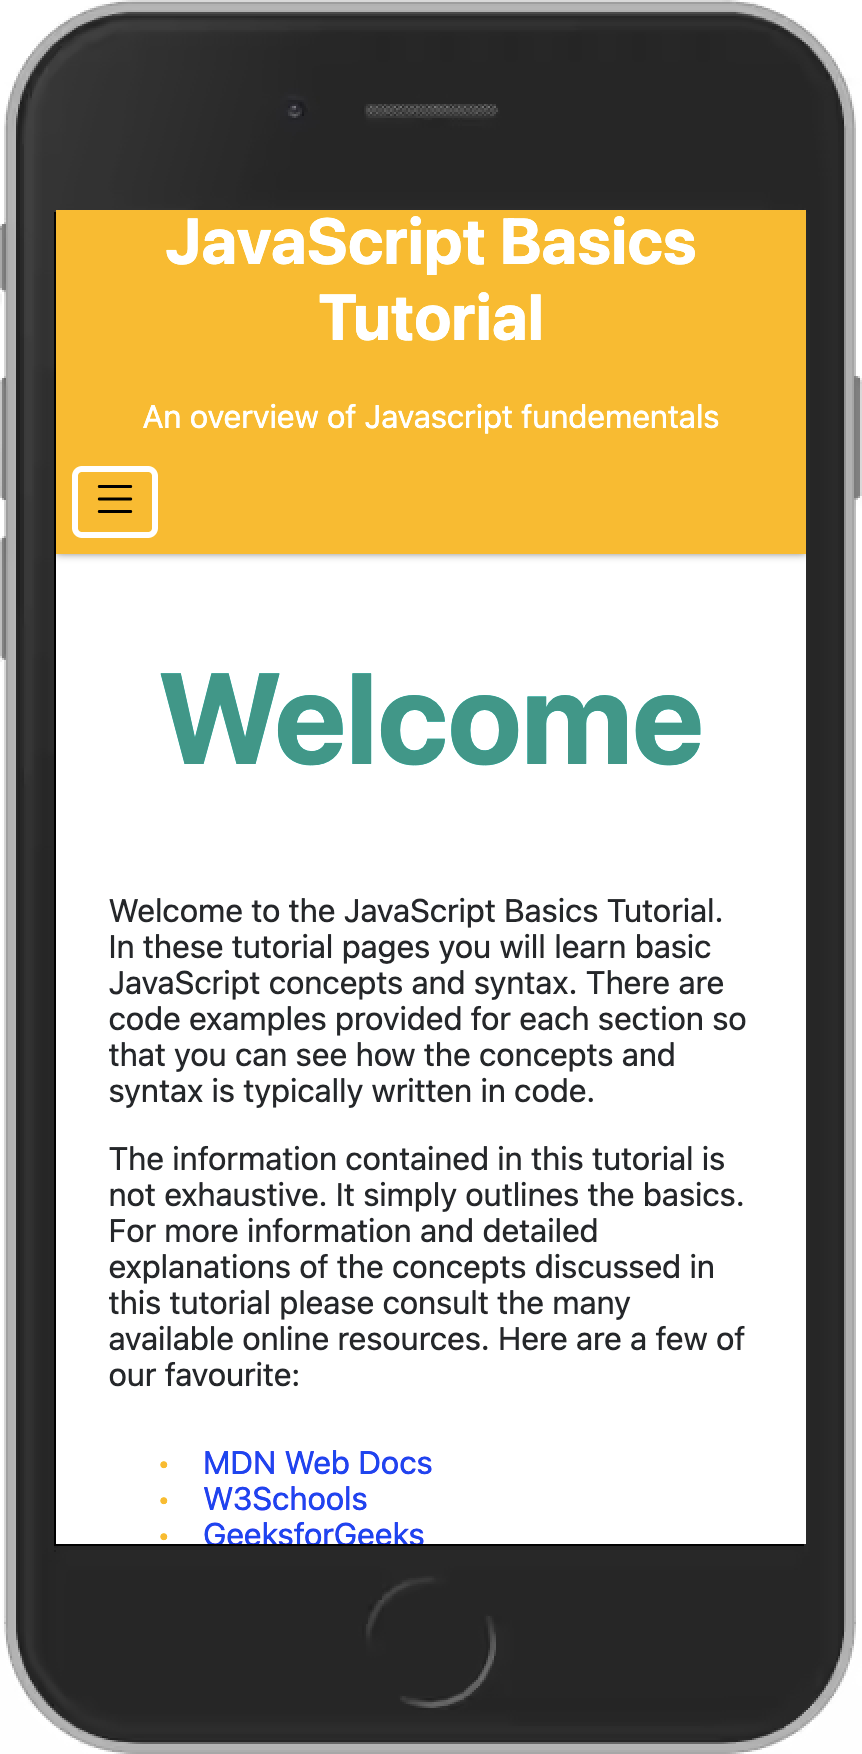 JavaScript Basics
Tutorial
An overview of Javascript fundementals
Welcome
Welcome to the JavaScript Basics Tutorial.
In these tutorial pages you will learn basic
JavaScript concepts and syntax. There are
code examples provided for each section so
that you can see how the concepts and
syntax is typically written in code.
The information contained in this tutorial is
not exhaustive. It simply outlines the basics.
For more information and detailed
explanations of the concepts discussed in
this tutorial please consult the many
available online resources. Here are a few of
our favourite:
MDN Web Docs
W3Schools
GeeksforGeeks